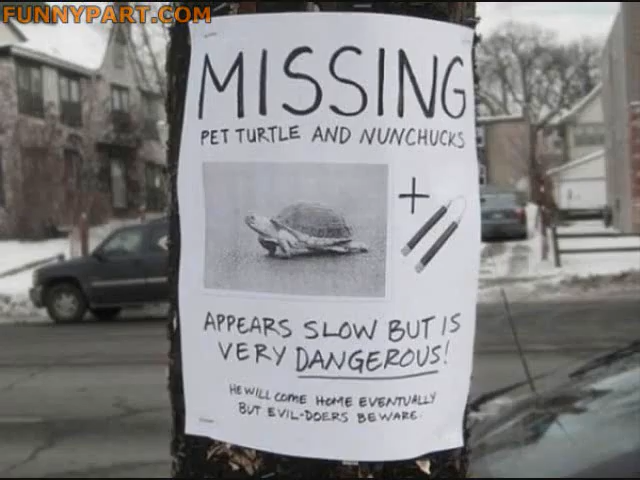 FUNNYPART.COM
MISSING
PET TURTLE AND NUNCHUCKS
+
APPEARS SLOW BUT IS
VERY DANGEROUS!
HE WILL COME HOME EVENTUALLY
BUT EVIL-DOERS BEWARE.